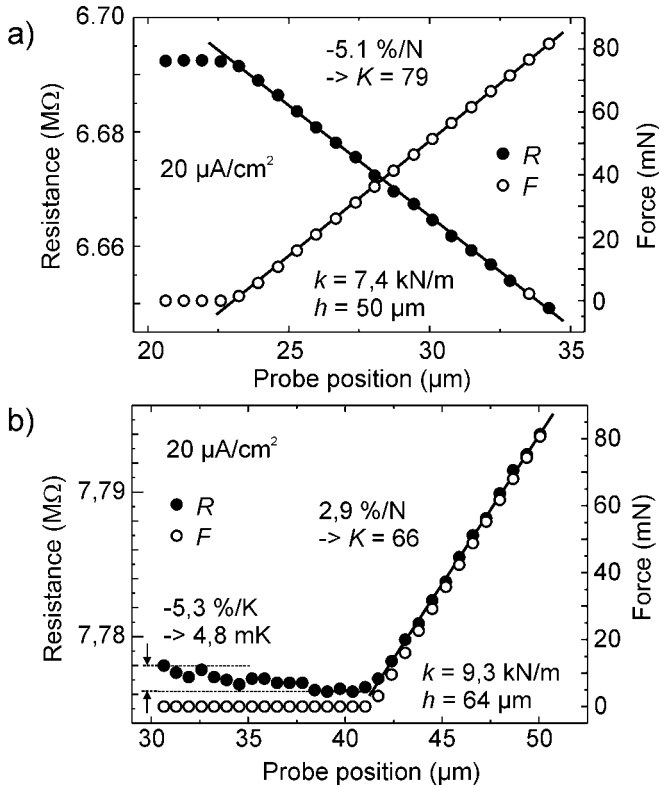 a)
6.70
6.68
6.66
Resistance (MΩ)
-5.1 %/N
-> K = 79
20 µA/cm²
R
F
k = 7,4 kN/m
h = 50 µm
80
60
40
20
0
Force (mN)
20 25 30 35
Probe position (µm)
b)
7,79
7,78
Resistance (MΩ)
20 µA/cm²
R
F
2,9 %/N
-> K = 66
-5,3 %/K
-> 4,8 mK
k = 9,3 kN/m
h = 64 µm
80
60
40
20
0
Force (mN)
30 35 40 45 50
Probe position (µm)